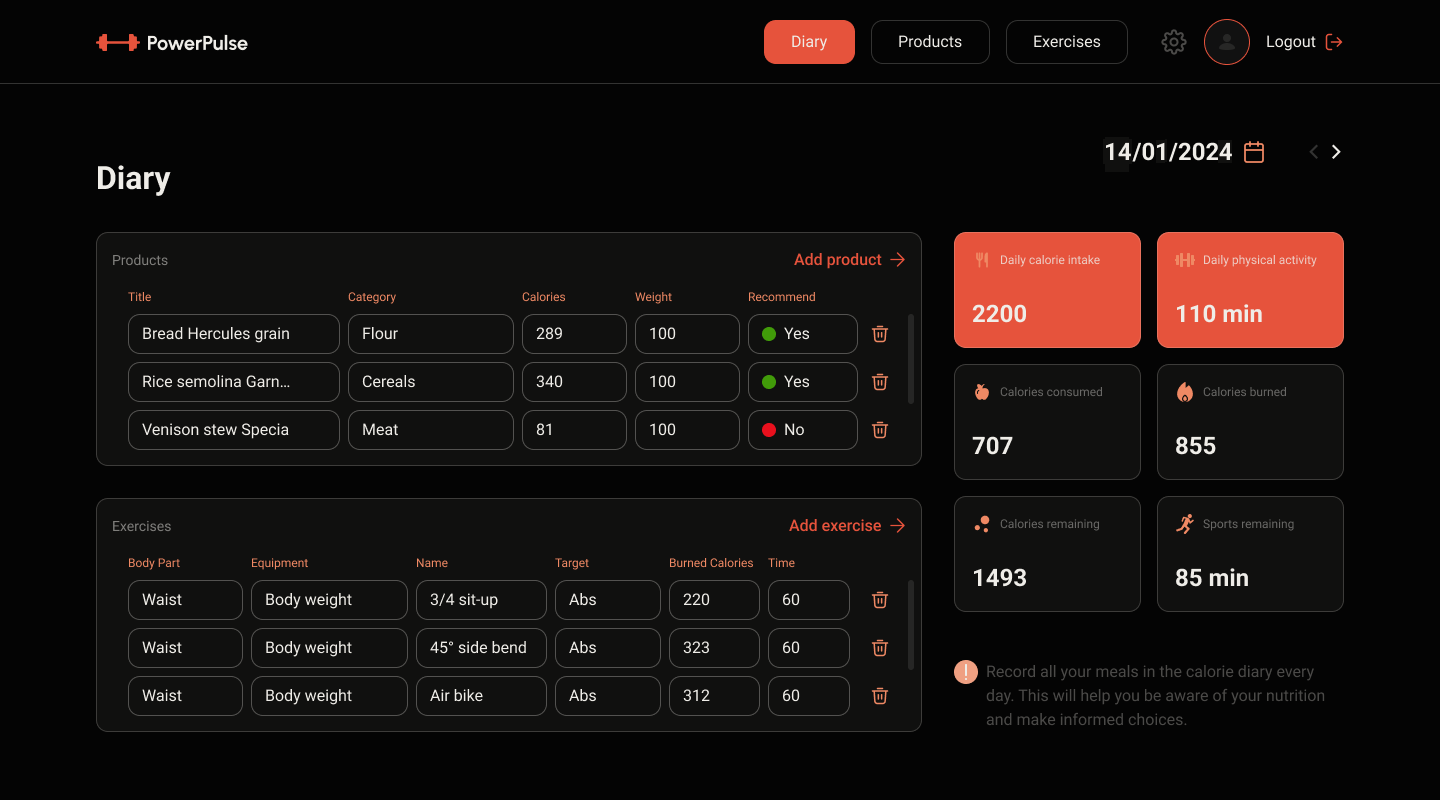 PowerPulse
Diary
Products
Exercises
Logout
14/01/2024
Diary
Products
Add product
Title Category Calories Weight Recommend
Bread Hercules grain Flour 289 100 Yes
Rice semolina Garn... Cereals 340 100 Yes
Venison stew Specia Meat 81 100 No
Exercises
Add exercise
Body Part Equipment Name Target Burned Calories Time
Waist Body weight 3/4 sit-up Abs 220 60
Waist Body weight 45° side bend Abs 323 60
Waist Body weight Air bike Abs 312 60
Daily calorie intake
2200
Daily physical activity
110 min
Calories consumed
707
Calories burned
855
Calories remaining
1493
Sports remaining
85 min
!
Record all your meals in the calorie diary every
day. This will help you be aware of your nutrition
and make informed choices.